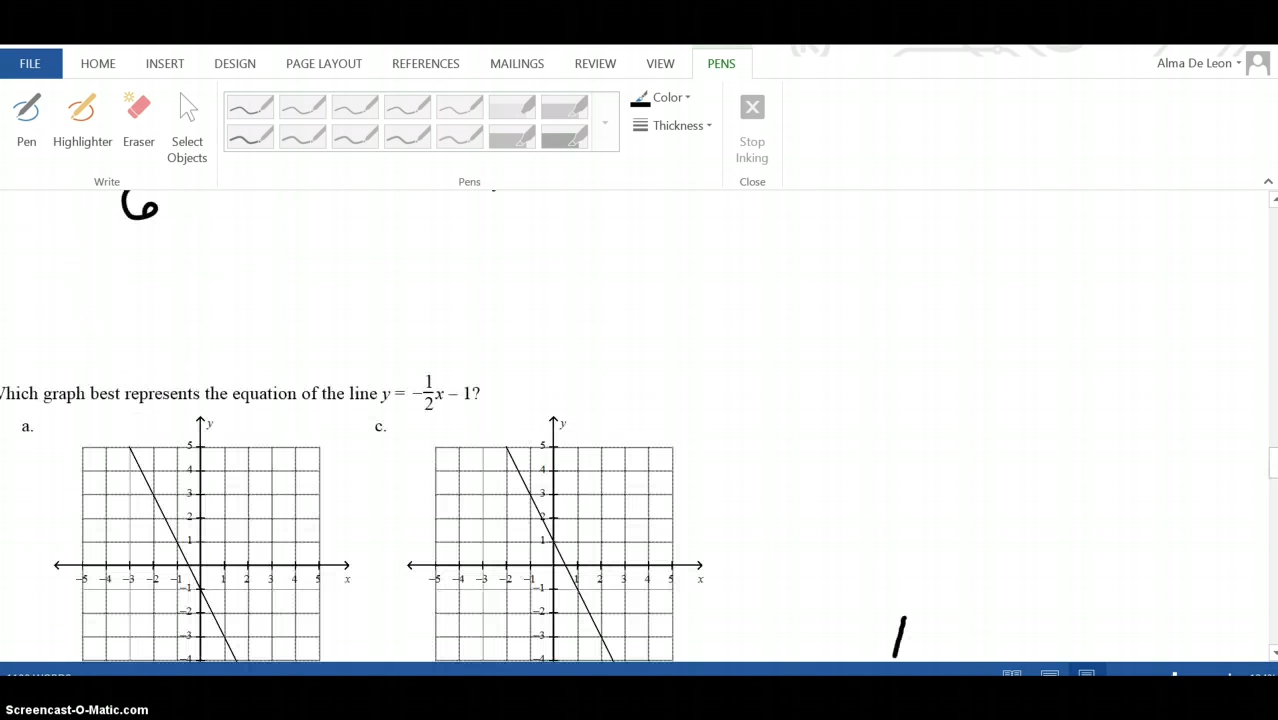 FILE HOME INSERT DESIGN PAGE LAYOUT REFERENCES MAILINGS REVIEW VIEW PENS Alma De Leon
Pen Highlighter Eraser Select Objects Color Thickness Stop Inking
Write Pens Close
6
Which graph best represents the equation of the line y = -1/2x – 1?
a. y c. y
5 5
4 4
3 3
2 2
1 1
-5 -4 -3 -2 -1 1 2 3 4 5 x -5 -4 -3 -2 -1 1 2 3 4 5 x
-1 -1
-2 -2
-3 -3
-4 -4
Screencast-O-Matic.com